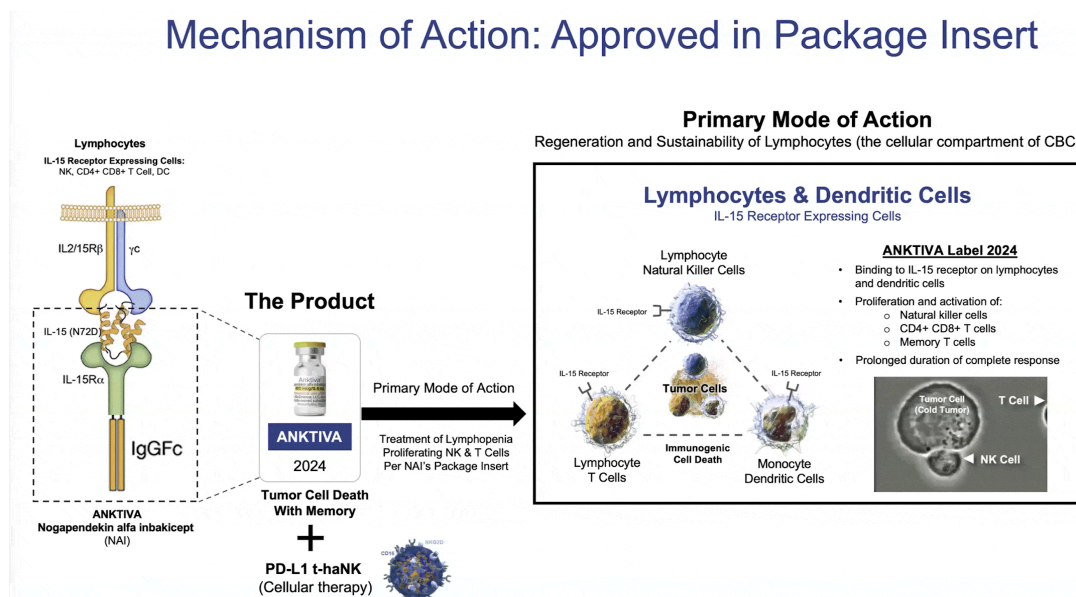 Mechanism of Action: Approved in Package Insert
Lymphocytes
IL-15 Receptor Expressing Cells:
NK, CD4+ CD8+ T Cell, DC
IL2/15Rβ
γc
IL-15 (N72D)
IL-15Rα
IgGFc
ANKTIVA
Nogapendekin alfa inbakicept
(NAI)
The Product
Anktiva
ANKTIVA
2024
Tumor Cell Death
With Memory
+
PD-L1 t-haNK
(Cellular therapy)
CD16
NKG2D
Primary Mode of Action
Treatment of Lymphopenia
Proliferating NK & T Cells
Per NAI's Package Insert
Primary Mode of Action
Regeneration and Sustainability of Lymphocytes (the cellular compartment of CBC
Lymphocytes & Dendritic Cells
IL-15 Receptor Expressing Cells
Lymphocyte
Natural Killer Cells
IL-15 Receptor
IL-15 Receptor
IL-15 Receptor
Tumor Cells
Immunogenic
Cell Death
Lymphocyte
T Cells
Monocyte
Dendritic Cells
ANKTIVA Label 2024
• Binding to IL-15 receptor on lymphocytes
and dendritic cells
• Proliferation and activation of:
o Natural killer cells
o CD4+ CD8+ T cells
o Memory T cells
• Prolonged duration of complete response
Tumor Cell
(Cold Tumor)
T Cell
NK Cell